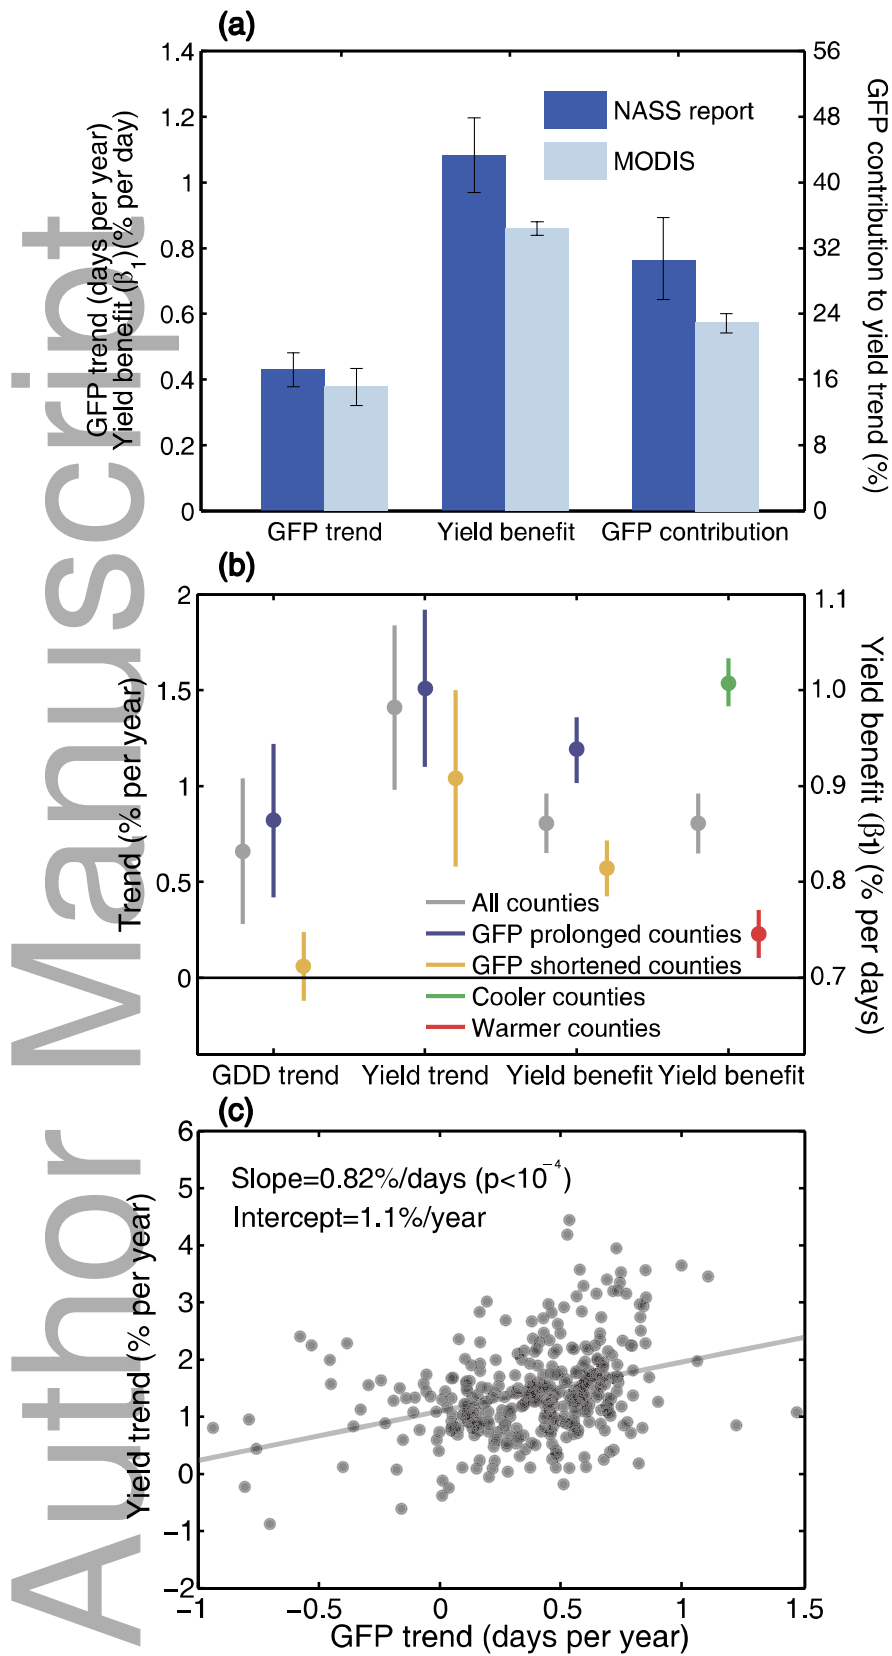 Author Manuscript
(a)
GFP trend (days per year)
Yield benefit (β1) (% per day)
1.4
1.2
1
0.8
0.6
0.4
0.2
0
56
48
40
32
24
16
8
0
GFP contribution to yield trend (%)
NASS report
MODIS
GFP trend
Yield benefit
GFP contribution
(b)
Trend (% per year)
2
1.5
1
0.5
0
1.1
1.0
0.9
0.8
0.7
Yield benefit (β1) (% per days)
All counties
GFP prolonged counties
GFP shortened counties
Cooler counties
Warmer counties
GDD trend
Yield trend
Yield benefit
Yield benefit
(c)
Yield trend (% per year)
6
5
4
3
2
1
0
−1
−2
Slope=0.82%/days (p<10⁻⁴)
Intercept=1.1%/year
−1
−0.5
0
0.5
1
1.5
GFP trend (days per year)